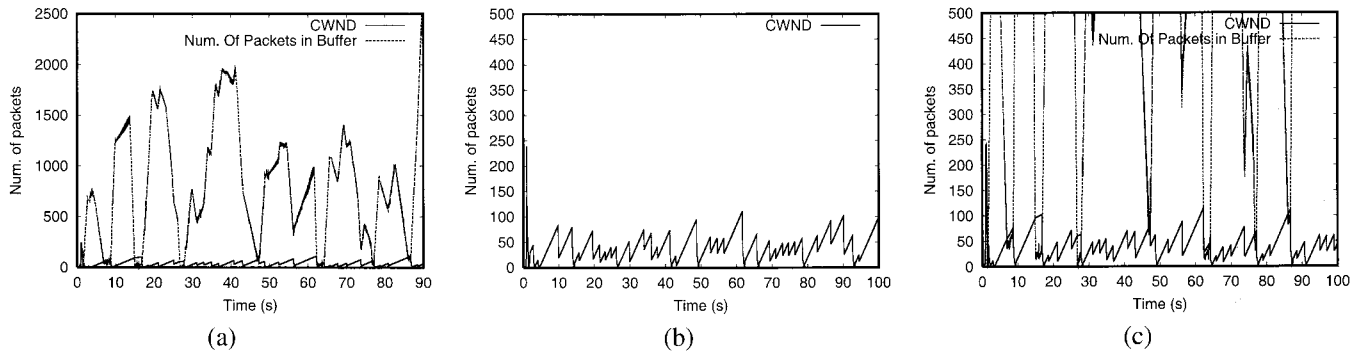 CWND
Num. Of Packets in Buffer
Num. of packets
2500
2000
1500
1000
500
0
0 10 20 30 40 50 60 70 80 90
Time (s)
(a)
CWND
Num. of packets
500
450
400
350
300
250
200
150
100
50
0
0 10 20 30 40 50 60 70 80 90 100
Time (s)
(b)
CWND
Num. Of Packets in Buffer
Num. of packets
500
450
400
350
300
250
200
150
100
50
0
0 10 20 30 40 50 60 70 80 90 100
Time (s)
(c)